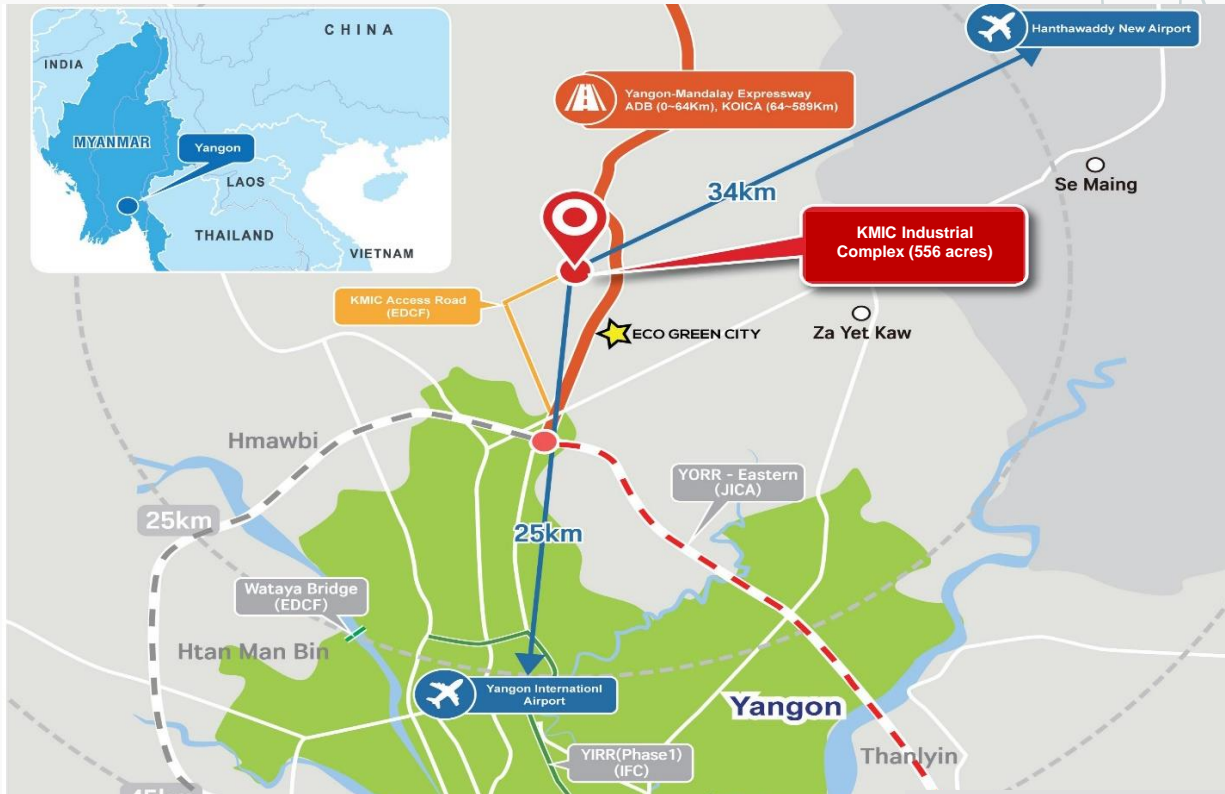 CHINA
INDIA
MYANMAR
Yangon
LAOS
THAILAND
VIETNAM
Hanthawaddy New Airport
Yangon-Mandalay Expressway
ADB (0~64Km), KOICA (64~589Km)
Se Maing
34km
KMIC Industrial
Complex (556 acres)
KMIC Access Road
(EDCF)
ECO GREEN CITY
Za Yet Kaw
Hmawbi
YORR - Eastern
(JICA)
25km
25km
Wataya Bridge
(EDCF)
Htan Man Bin
Yangon Internationl
Airport
Yangon
Thanlyin
YIRR(Phase1)
(IFC)